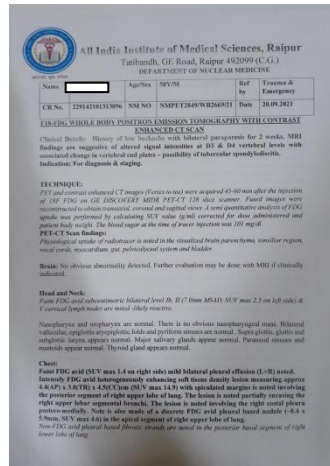 All India Institute of Medical Sciences, Raipur
Tatibandh, GE Road, Raipur 492099 (C.G.)
DEPARTMENT OF NUCLEAR MEDICINE
Name Age/Sex 58Y/M Ref by Trauma & Emergency
CR No. NM NO Date 20.09.2021
F18-FDG WHOLE BODY POSITRON EMISSION TOMOGRAPHY WITH CONTRAST
ENHANCED CT SCAN
Clinical Details: History of low backache with bilateral paraparesis for 2 weeks. MRI
findings are suggestive of altered signal intensities at D3 & D4 vertebral levels with
associated change in vertebral end plates – possibility of tubercular spondylodiscitis.
Indication: For diagnosis & staging.
TECHNIQUE:
PET and contrast enhanced CT images (Vertex to toe) were acquired 45-60 min after the injection
of 18F FDG on GE DISCOVERY MIDR PET-CT 128 slice scanner. Fused images were
reconstructed to obtain transaxial, coronal and sagittal views. A semi quantitative analysis of FDG
uptake was performed by calculating SUV value (g/ml) corrected for dose administered and
patient body weight. The blood sugar at the time of tracer injection was 101 mg/dl.
PET-CT Scan findings:
Physiological uptake of radiotracer is noted in the visualized brain parenchyma, tonsillar region,
vocal cords, myocardium, gut, pelvicalyceal system and bladder.
Brain: No obvious abnormality detected. Further evaluation may be done with MRI if clinically
indicated.
Head and Neck:
Faint FDG avid subcentimetric bilateral level Ib, II (7.0mm MSAD, SUV max 2.5 on left side) &
V cervical lymph nodes are noted -likely reactive.
Nasopharynx and oropharynx are normal. There is no obvious nasopharyngeal mass. Bilateral
valleculae, epiglottis aryepiglottic folds and pyriform sinuses are normal. Supra glottis, glottis and
subglottic larynx appears normal. Major salivary glands appear normal. Paranasal sinuses and
mastoids appear normal. Thyroid gland appears normal.
Chest:
Faint FDG avid (SUV max 1.4 on right side) mild bilateral pleural effusion (L>R) noted.
Intensely FDG avid heterogenously enhancing soft tissue density lesion measuring approx
4.4(AP) x 3.8(TR) x 4.5(CC)cm (SUV max 14.9) with spiculated margins is noted involving
the posterior segment of right upper lobe of lung. The lesion is noted partially encasing the
right upper lobar segmental bronchi. The lesion is noted involving the right costal pleura
postero-medially. Note is also made of a discrete FDG avid pleural based nodule (~8.4 x
5.9mm, SUV max 4.6) in the apical segment of right upper lobe of lung.
Non-FDG avid pleural based fibrotic strands are noted in the posterior basal segment of right
lower lobe of lung.